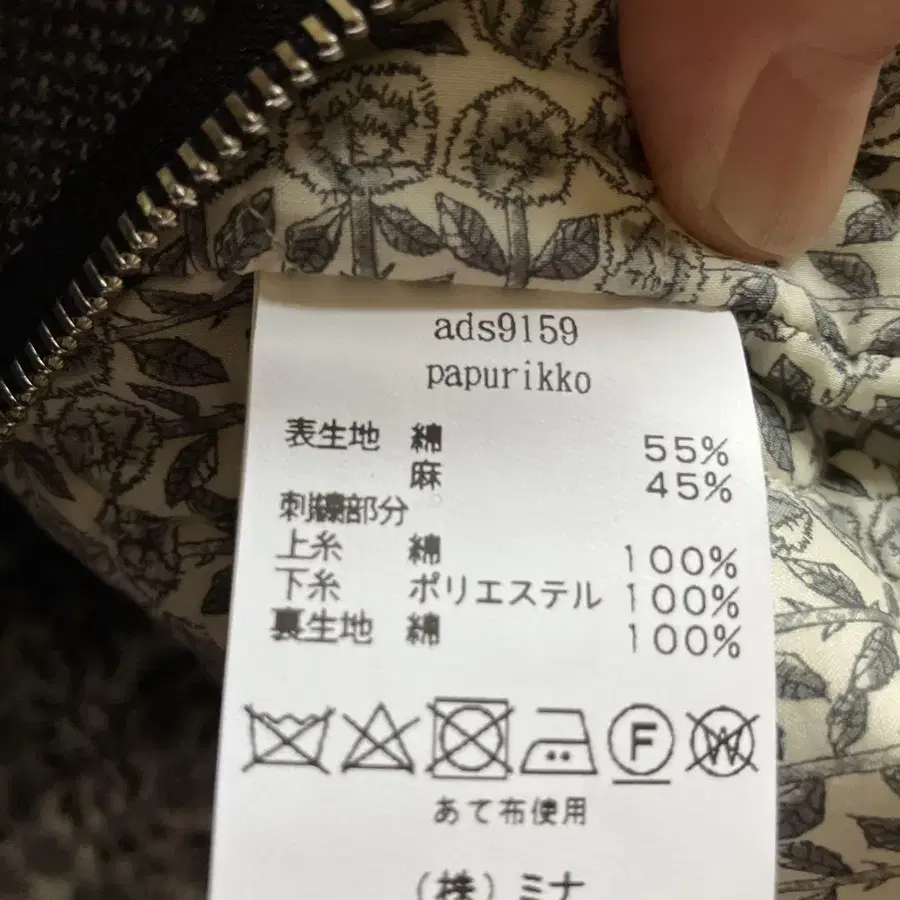 ads9159
papurikko
表生地 綿 55%
麻 45%
刺繍部分
上糸 綿 100%
下糸 ポリエステル 100%
裏生地 綿 100%
F W
あて布使用
(株)ミナ